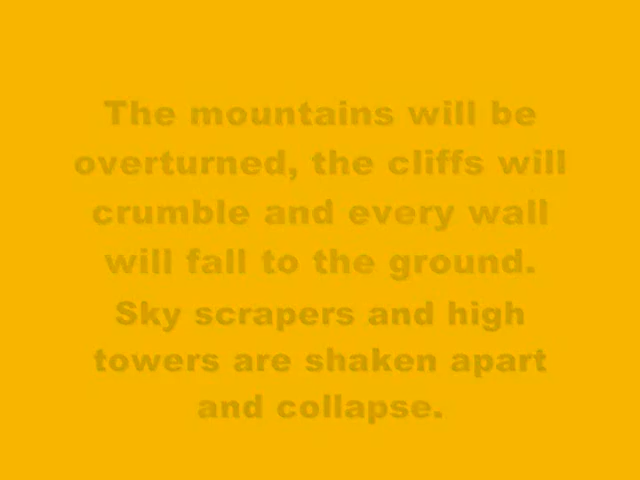 The mountains will be
overturned, the cliffs will
crumble and every wall
will fall to the ground.
Sky scrapers and high
towers are shaken apart
and collapse.